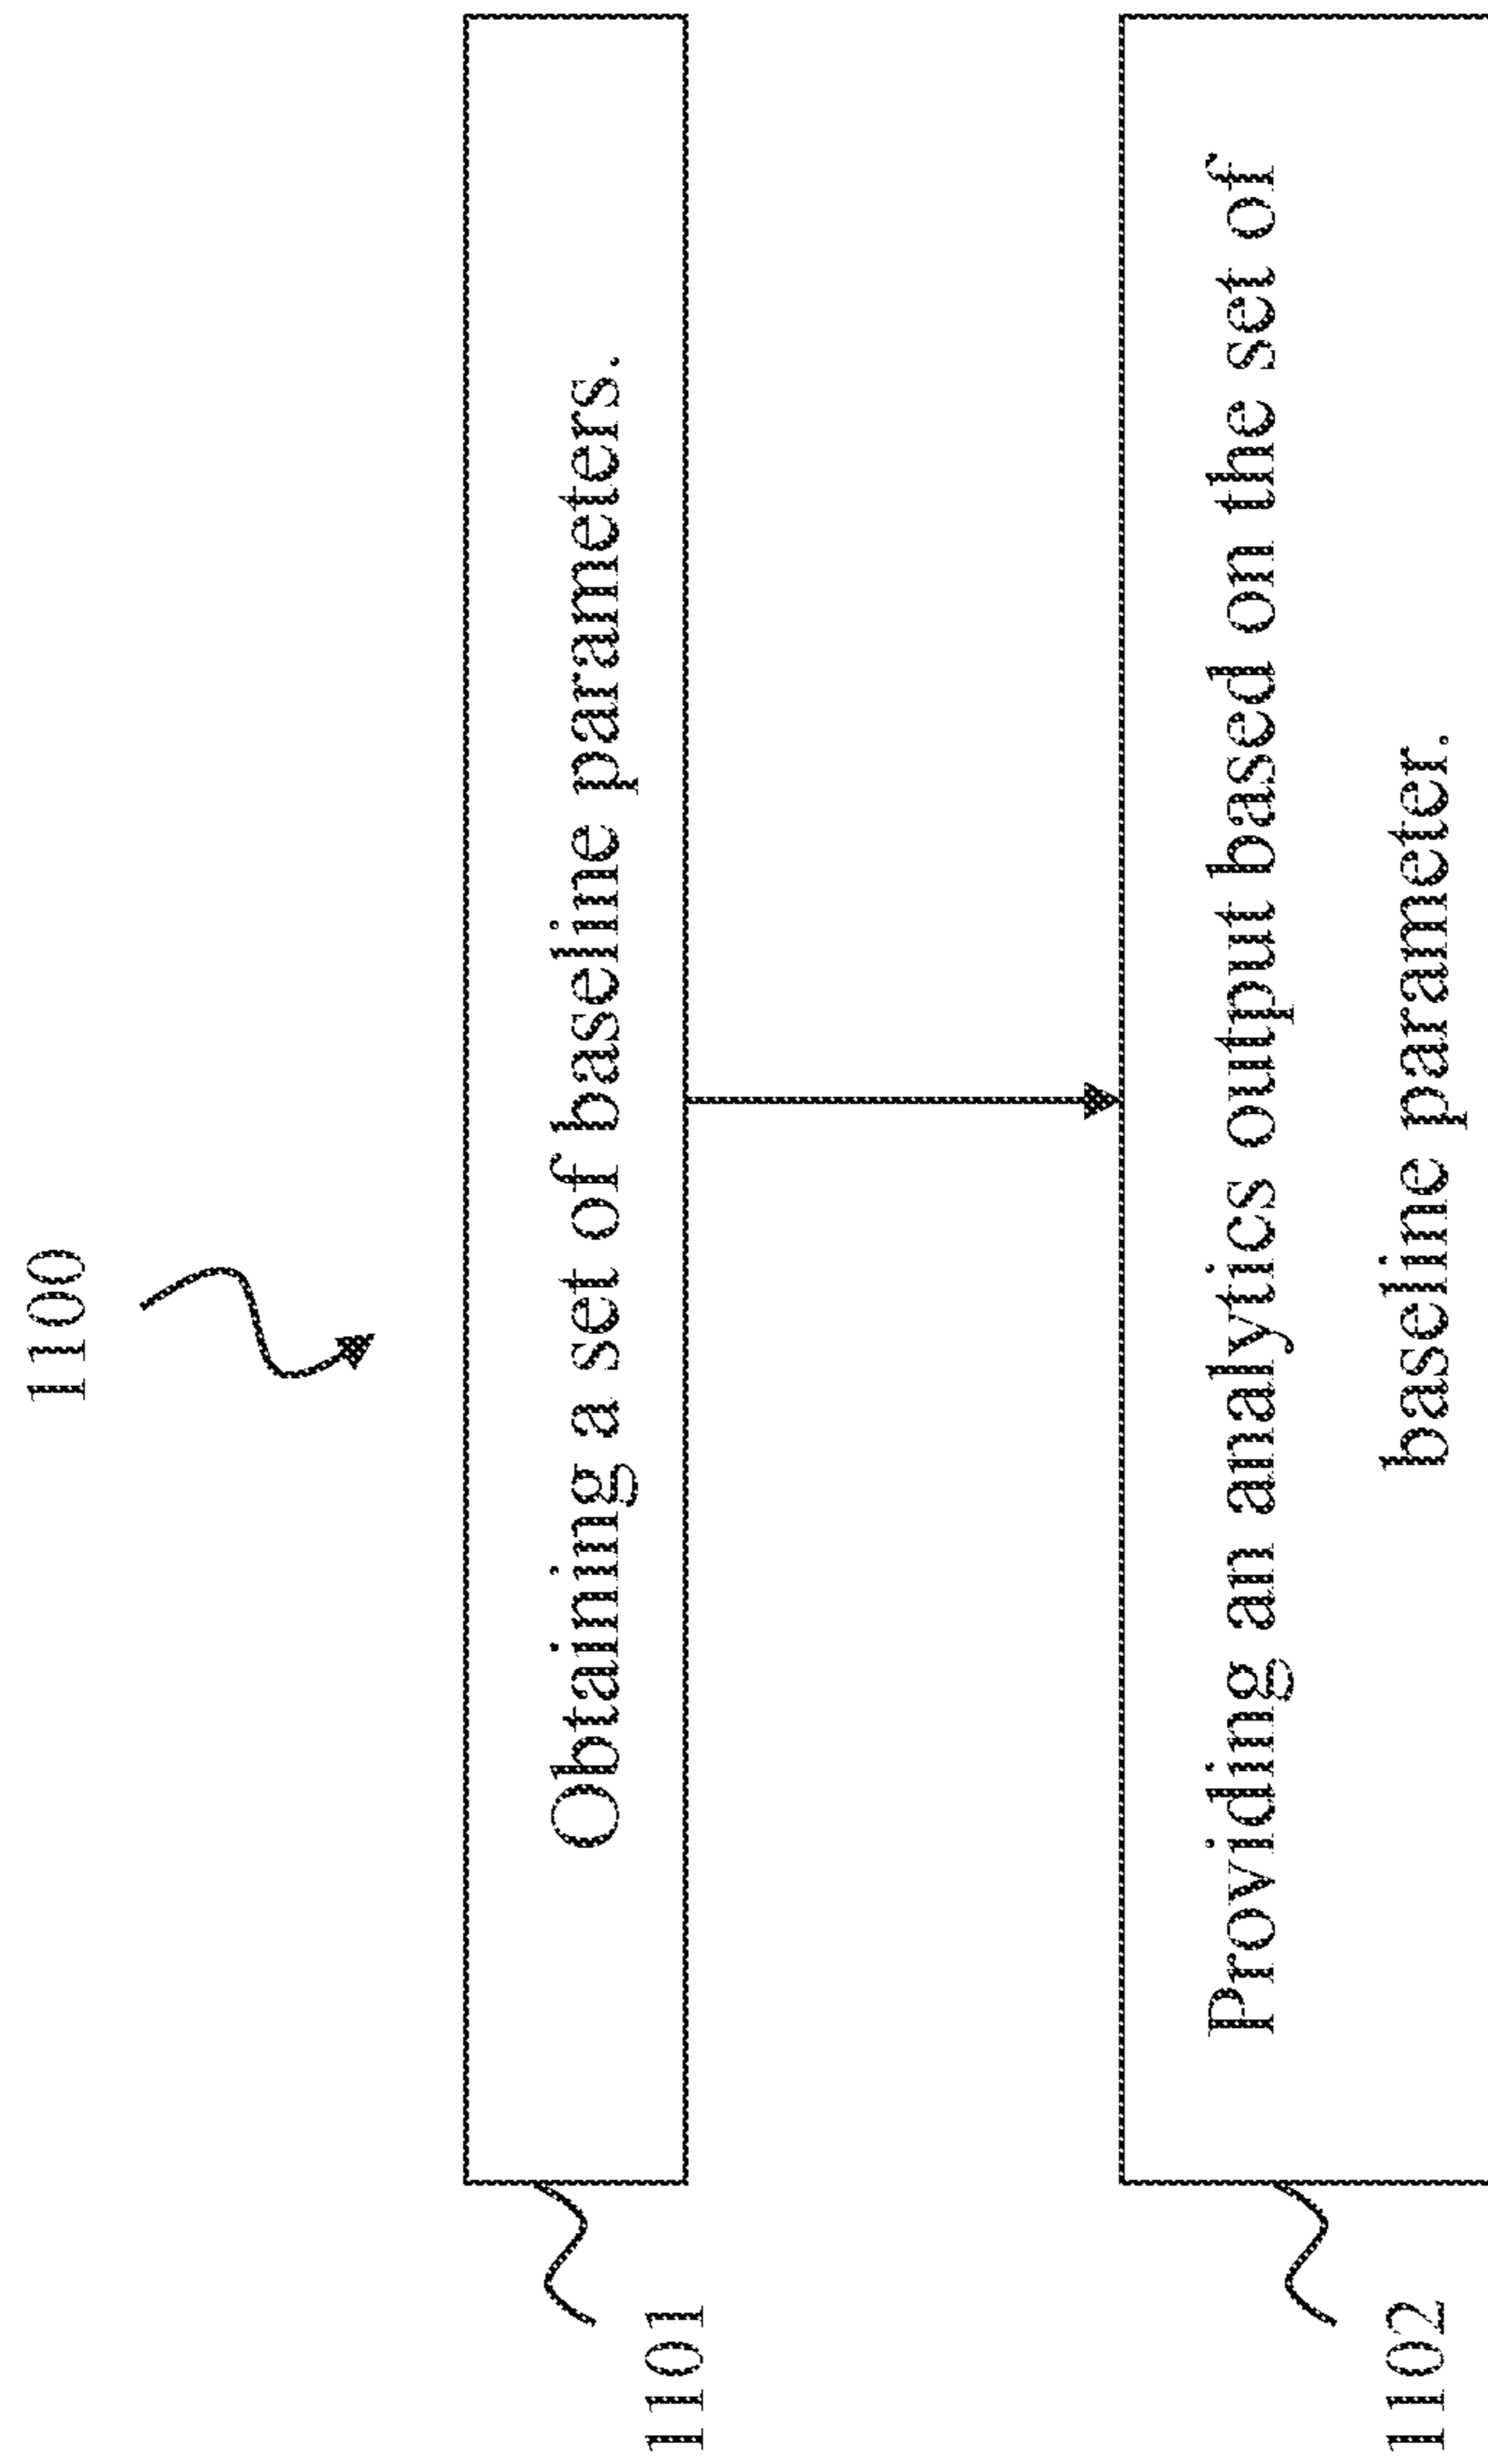 1100
Obtaining a set of baseline parameters.
1101
Providing an analytics output based on the set of
baseline parameter.
1102